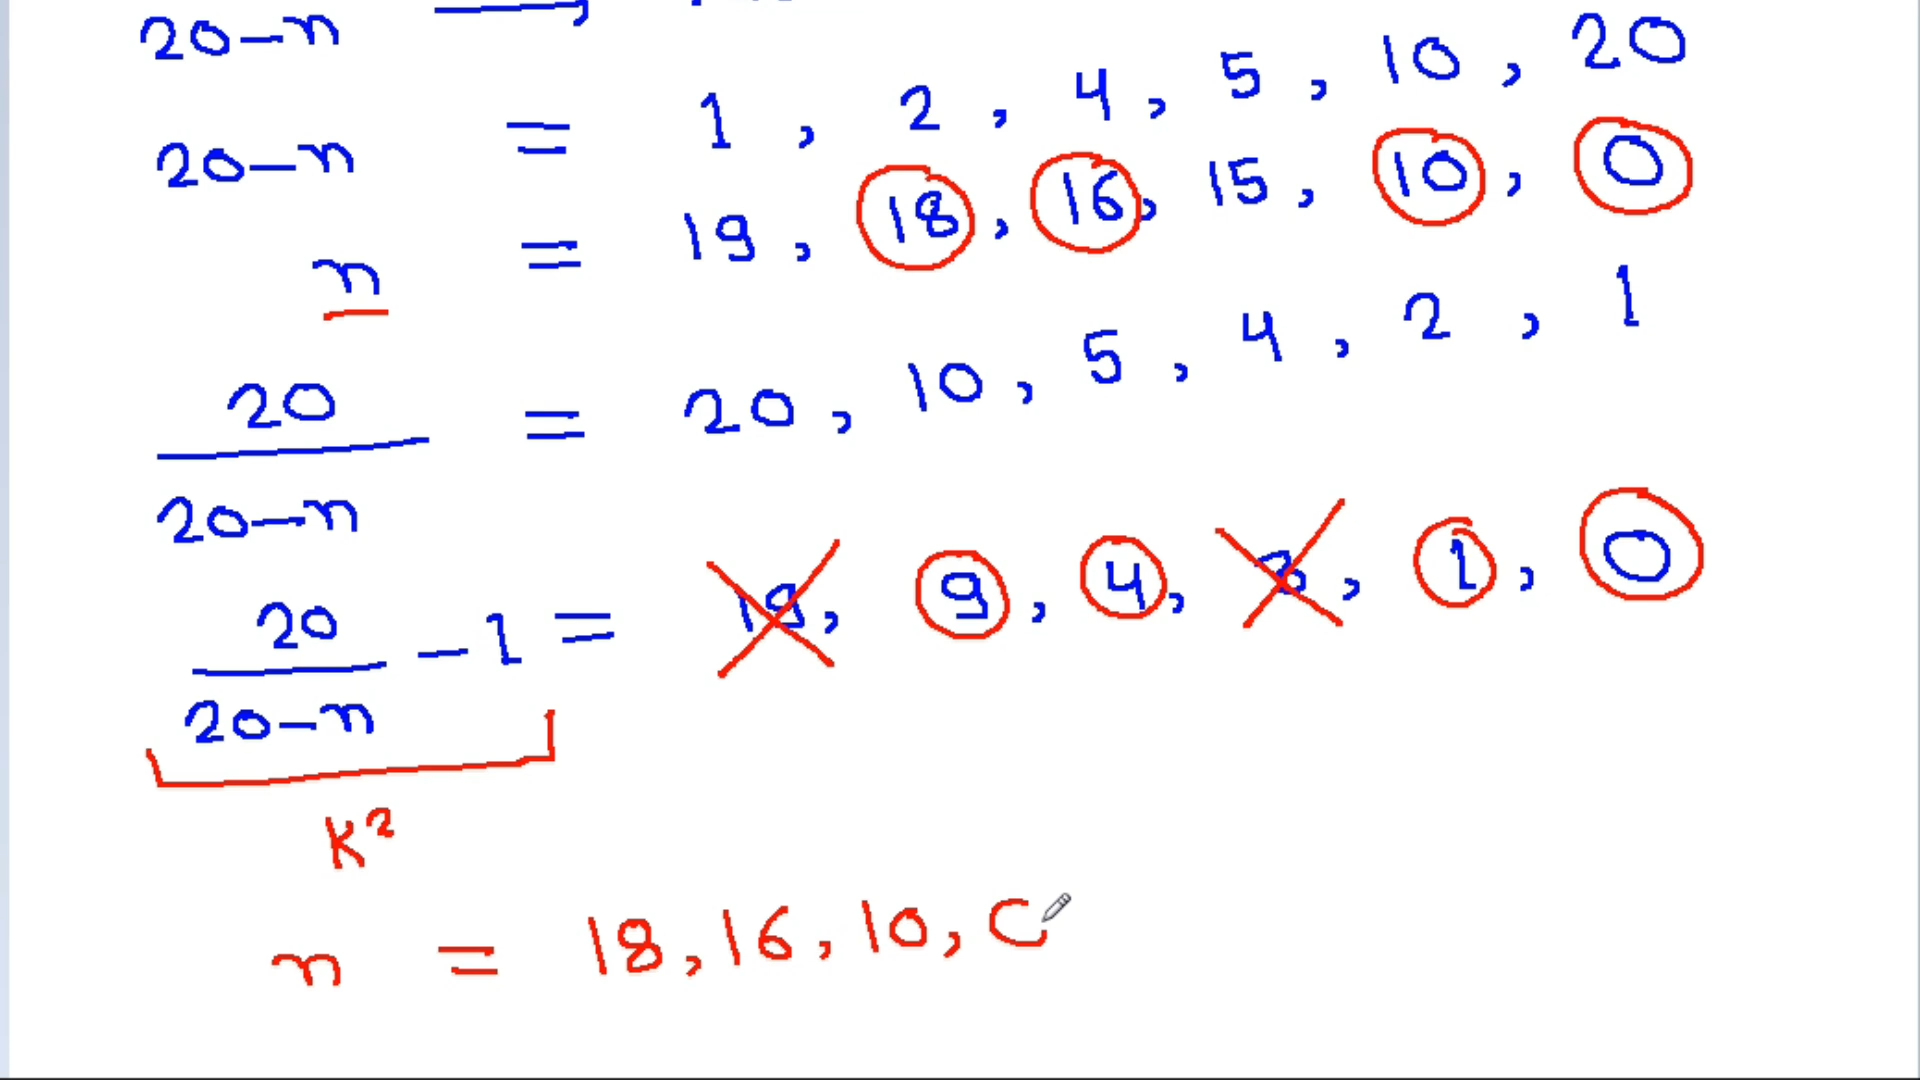 20-n
20-n = 1, 2, 4, 5, 10, 20
n = 19, 18, 16, 15, 10, 0
20/20-n = 20, 10, 5, 4, 2, 1
20/20-n - 1 = 19, 9, 4, 3, 1, 0
K²
n = 18, 16, 10,